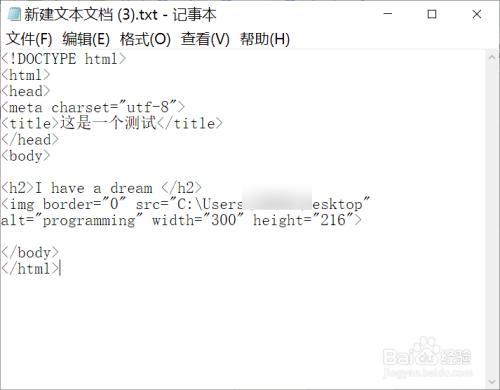 新建文本文档 (3).txt - 记事本
文件(F) 编辑(E) 格式(O) 查看(V) 帮助(H)
<!DOCTYPE html>
<html>
<head>
<meta charset="utf-8">
<title>这是一个测试</title>
</head>
<body>
<h2>I have a dream </h2>
<img border="0" src="C:\Users esktop"
alt="programming" width="300" height="216">
</body>
</html>
Baidu 经验
jingyan.baidu.com